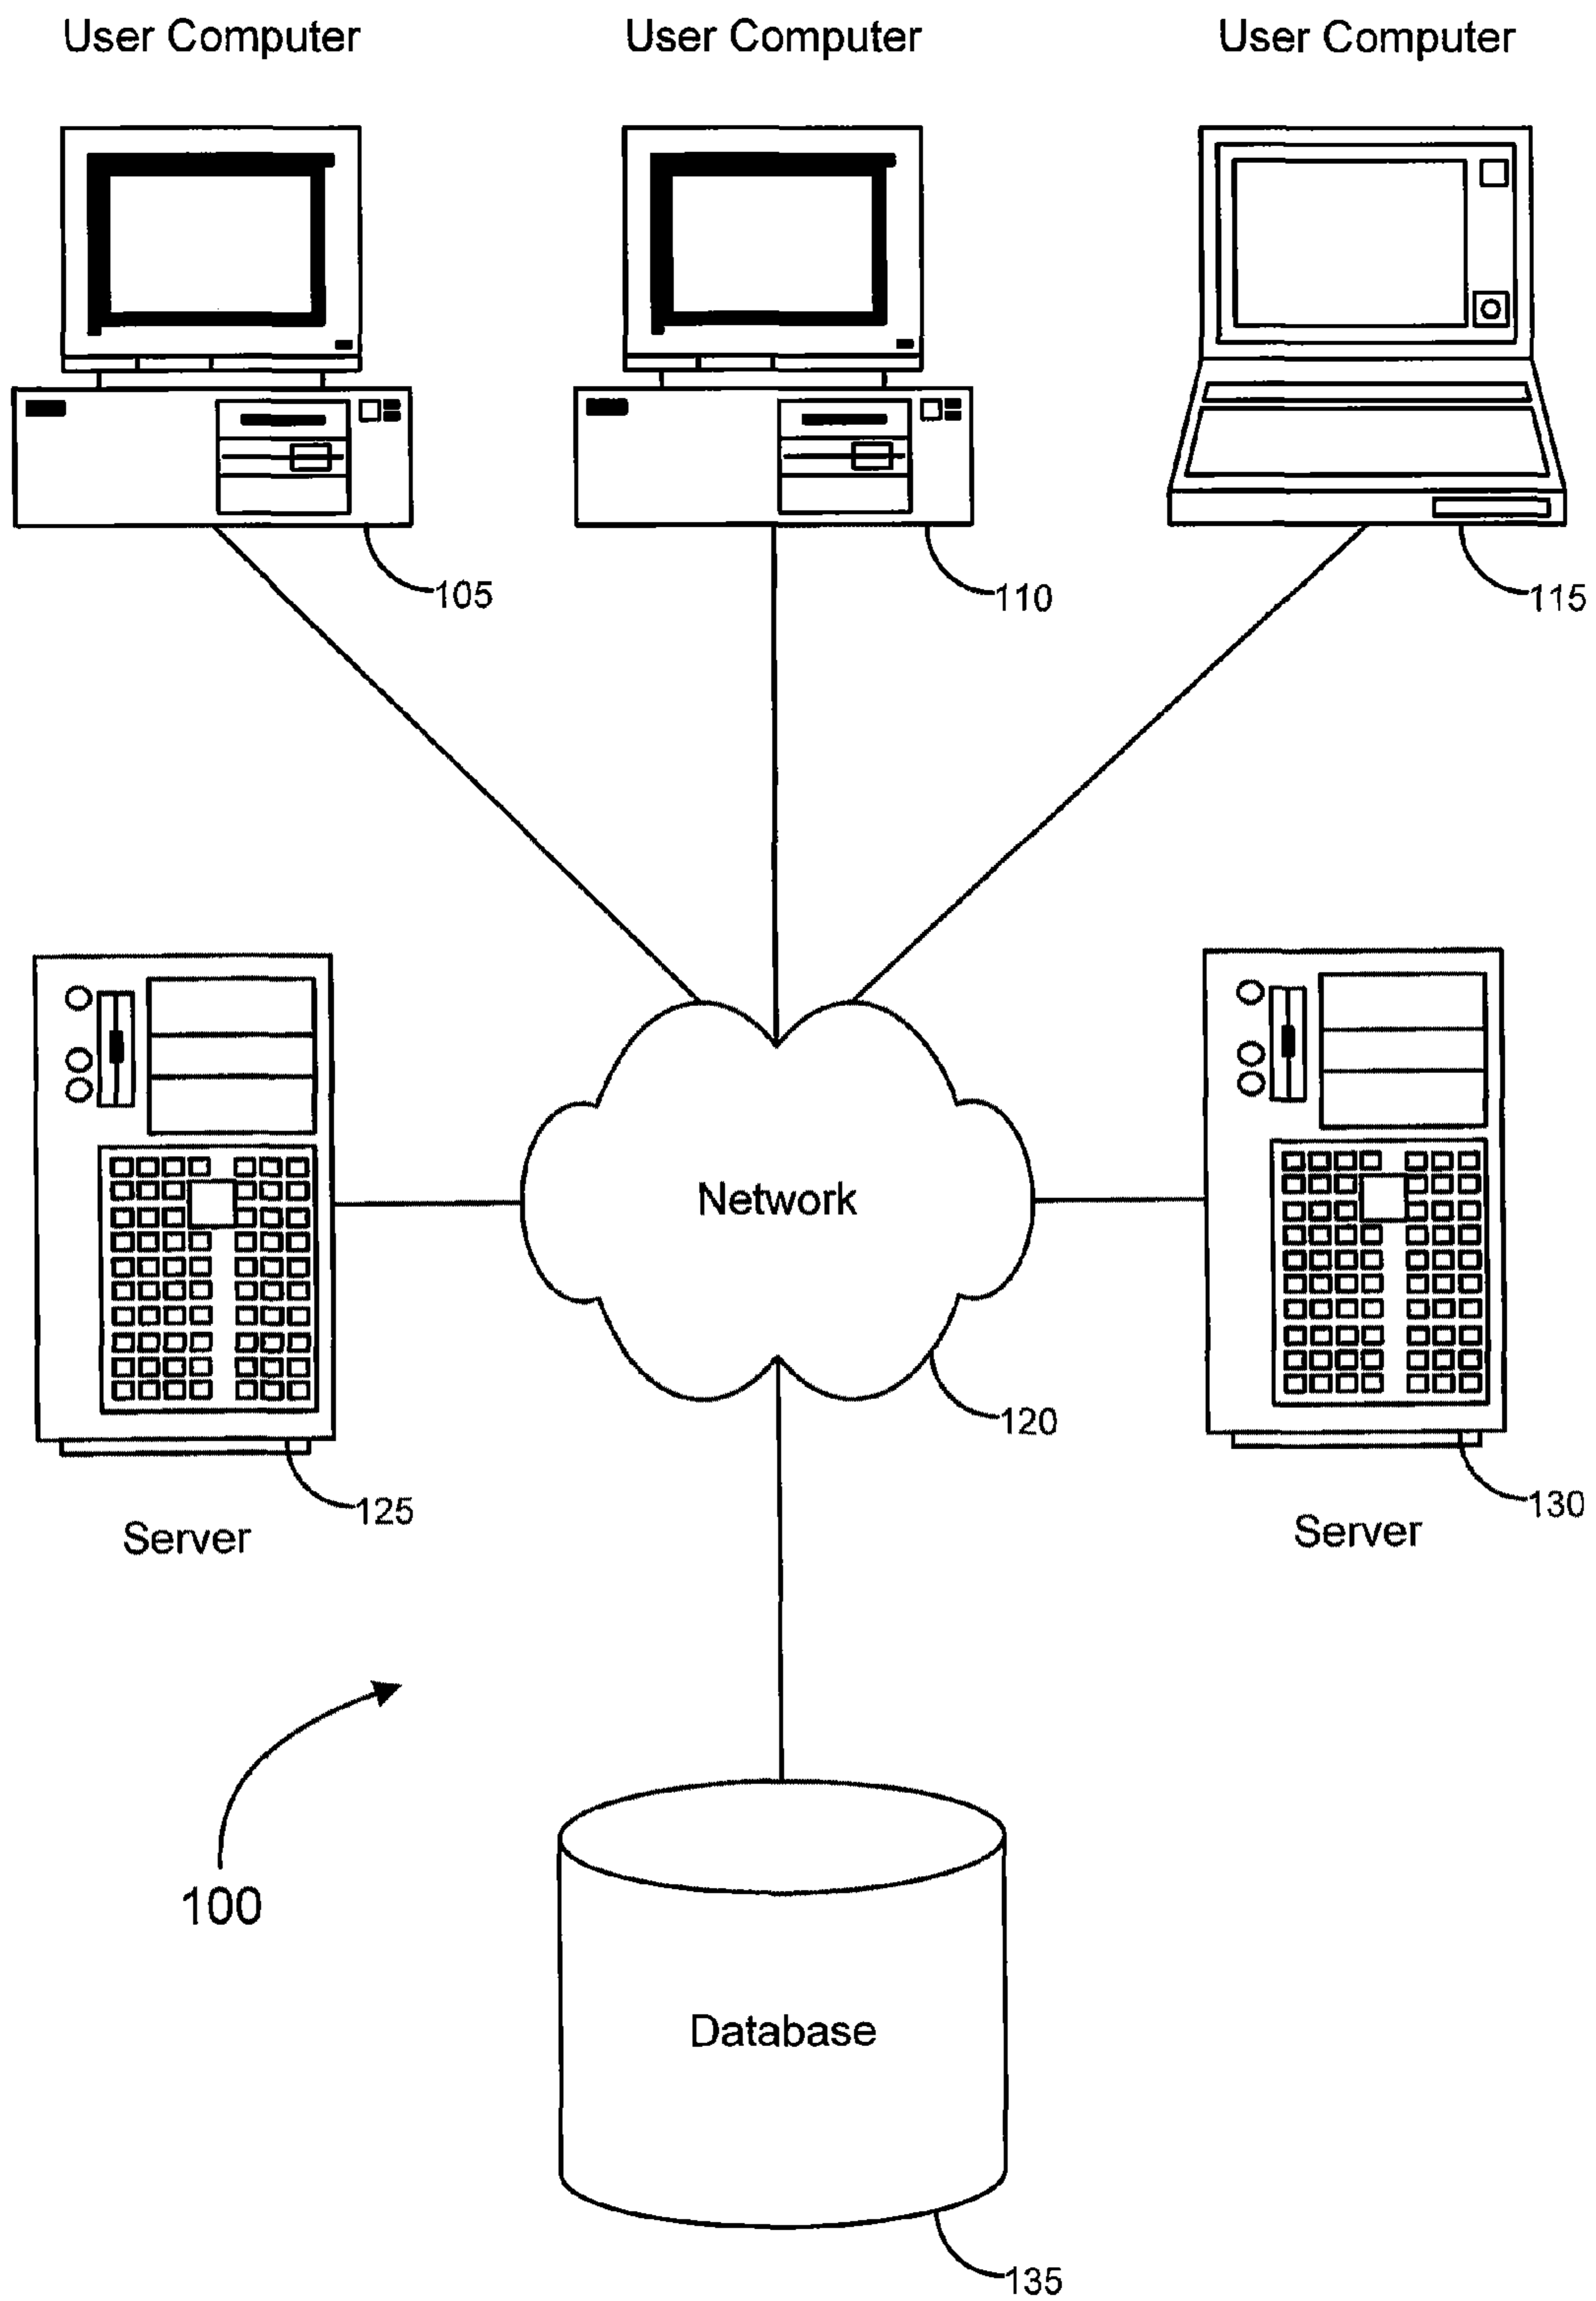 User Computer
User Computer
User Computer
105
110
115
Network
120
125
130
Server
Server
100
Database
135